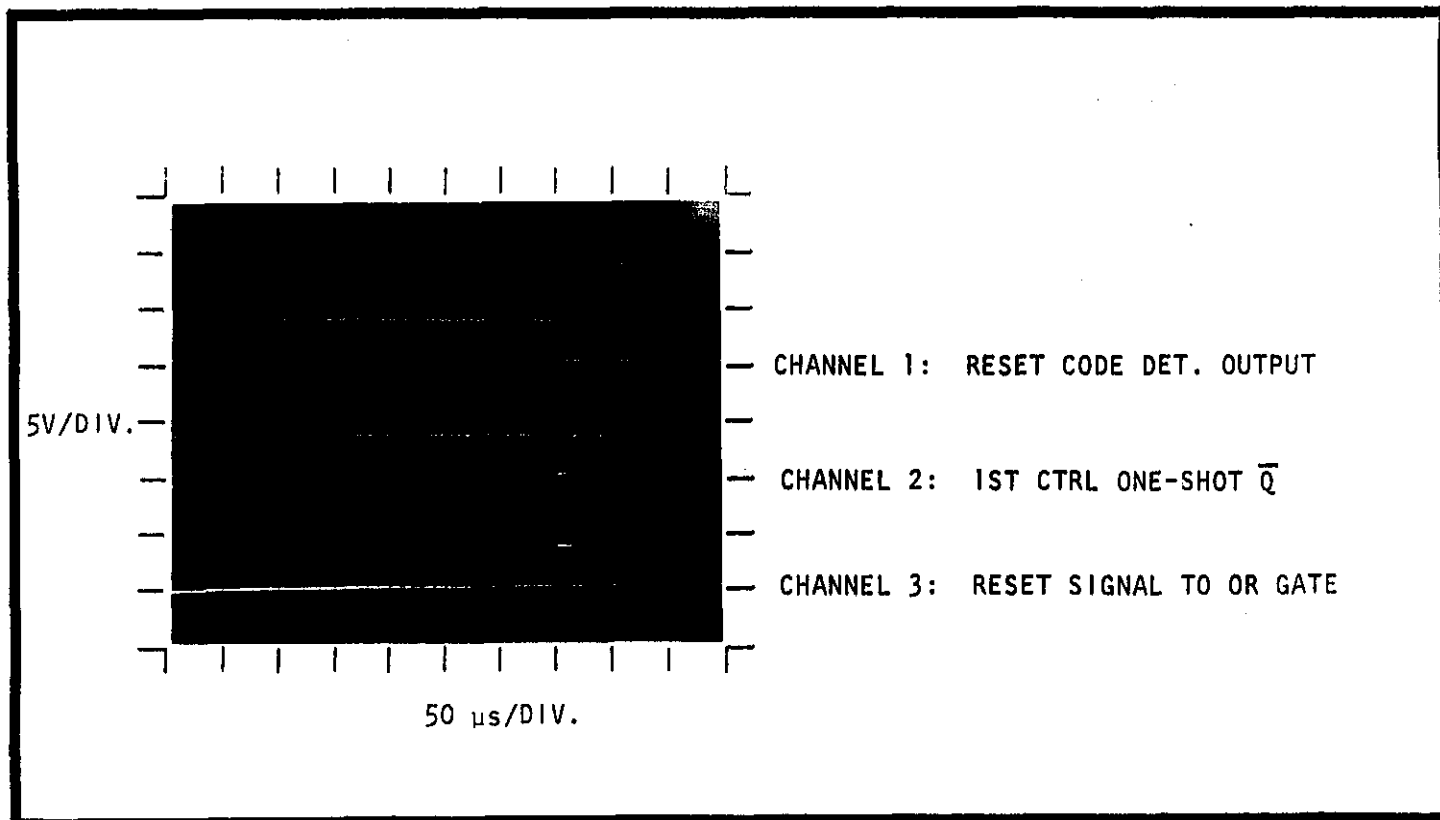 CHANNEL 1: RESET CODE DET. OUTPUT
5V/DIV.
CHANNEL 2: 1ST CTRL ONE-SHOT Q̅
CHANNEL 3: RESET SIGNAL TO OR GATE
50 µs/DIV.